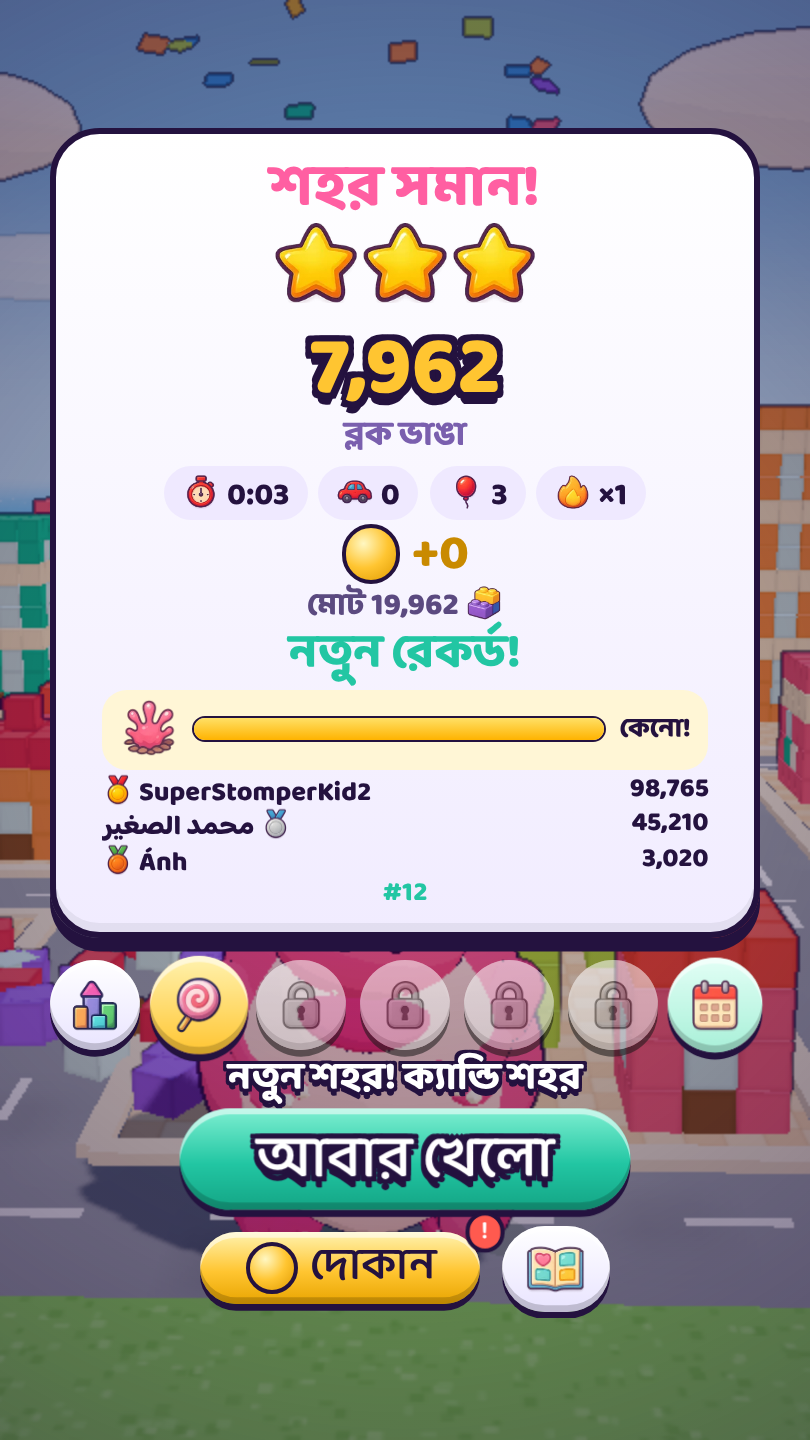 শহর সমান!
7,962
ব্লক ভাঙা
0:03 0 3 ×1
+0
মোট 19,962
নতুন রেকর্ড!
কেনো!
SuperStomperKid2 98,765
محمد الصغير 45,210
Ánh 3,020
#12
নতুন শহর! ক্যান্ডি শহর
আবার খেলো
!
দোকান